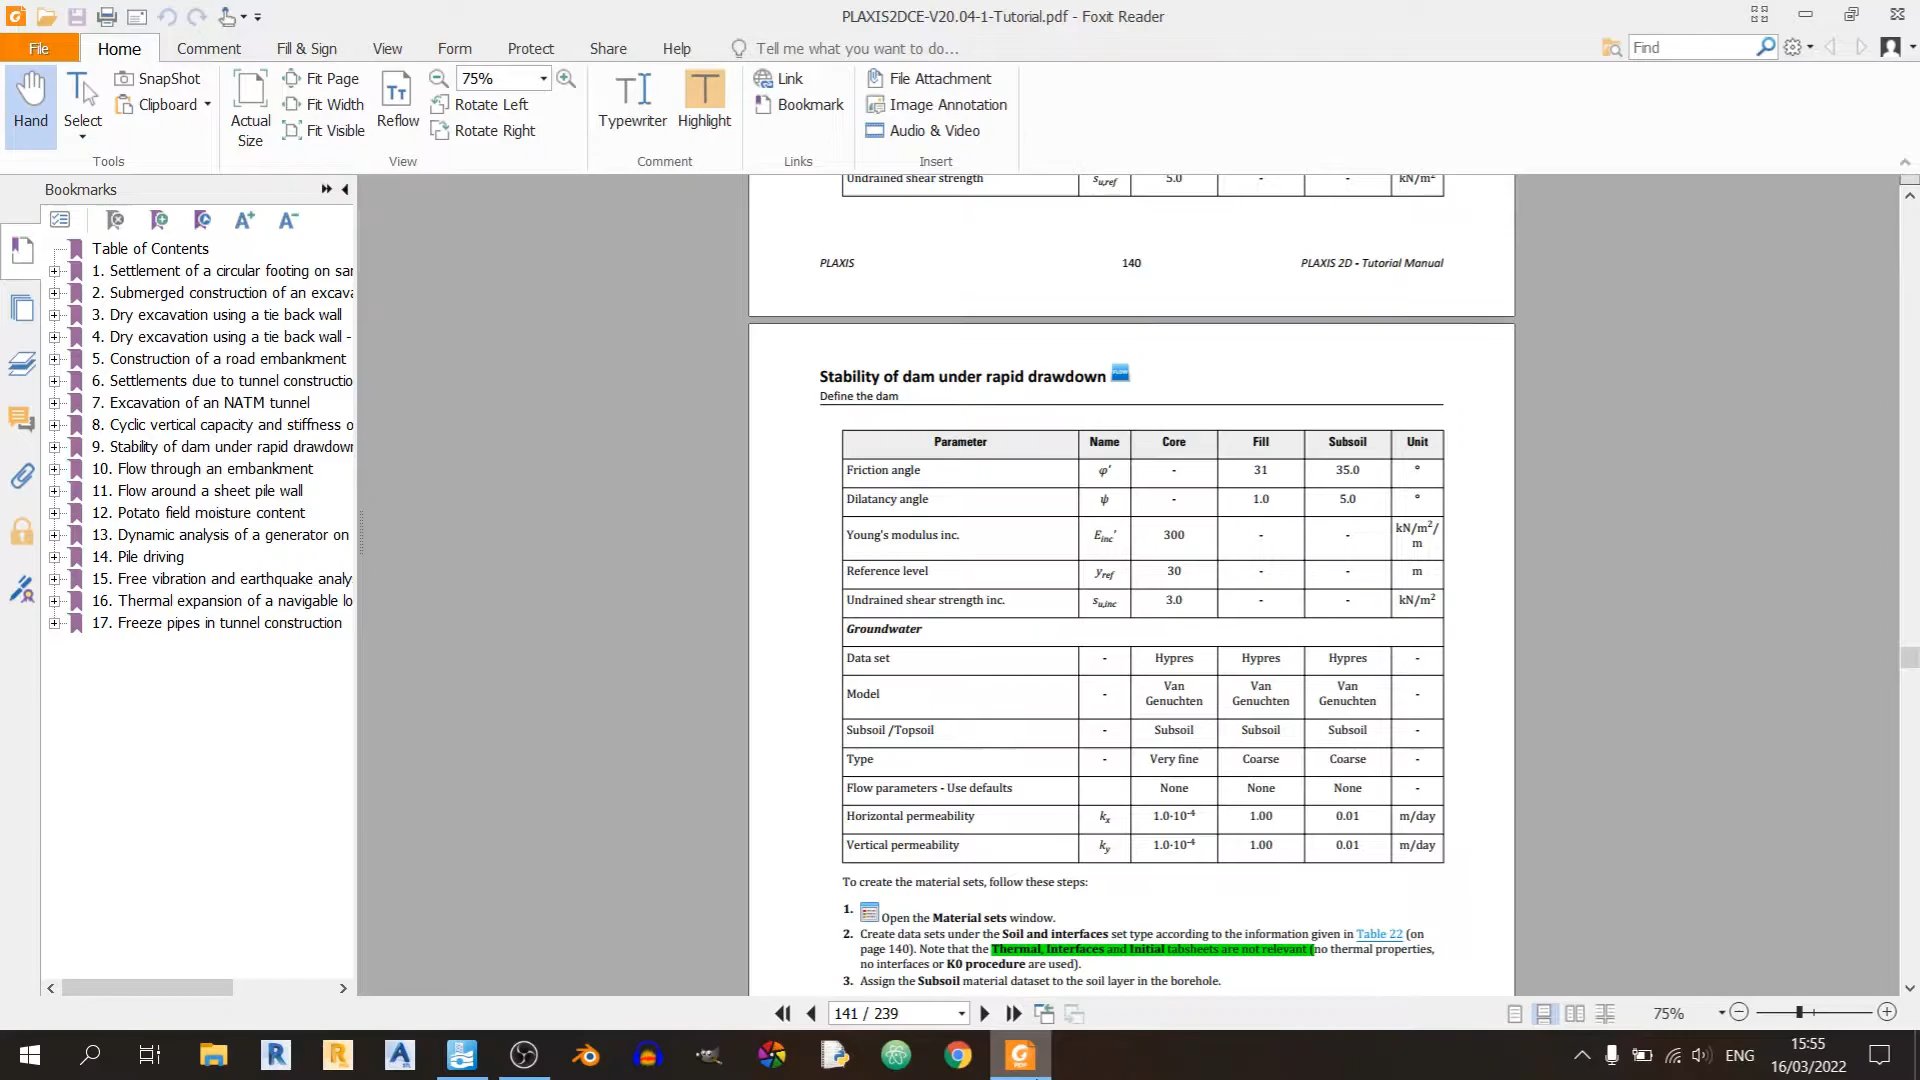 PLAXIS2DCE-V20.04-1-Tutorial.pdf - Foxit Reader
File Home Comment Fill & Sign View Form Protect Share Help Tell me what you want to do... Find
Hand
Select
SnapShot
Clipboard
Tools
Actual Size
Fit Page
Fit Width
Fit Visible
Reflow
75%
Rotate Left
Rotate Right
View
Typewriter
Highlight
Comment
Link
Bookmark
Links
File Attachment
Image Annotation
Audio & Video
Insert
Bookmarks
Table of Contents
1. Settlement of a circular footing on sar
2. Submerged construction of an excava
3. Dry excavation using a tie back wall
4. Dry excavation using a tie back wall -
5. Construction of a road embankment
6. Settlements due to tunnel constructio
7. Excavation of an NATM tunnel
8. Cyclic vertical capacity and stiffness o
9. Stability of dam under rapid drawdowr
10. Flow through an embankment
11. Flow around a sheet pile wall
12. Potato field moisture content
13. Dynamic analysis of a generator on
14. Pile driving
15. Free vibration and earthquake analy
16. Thermal expansion of a navigable lo
17. Freeze pipes in tunnel construction
Undrained shear strength su,ref 5.0 - - kN/m²
PLAXIS 140 PLAXIS 2D - Tutorial Manual
Stability of dam under rapid drawdown
Define the dam
Parameter Name Core Fill Subsoil Unit
Friction angle φ' - 31 35.0 °
Dilatancy angle ψ - 1.0 5.0 °
Young's modulus inc. Einc' 300 - - kN/m²/m
Reference level yref 30 - - m
Undrained shear strength inc. su,inc 3.0 - - kN/m²
Groundwater
Data set - Hypres Hypres Hypres -
Model - Van Genuchten Van Genuchten Van Genuchten -
Subsoil /Topsoil - Subsoil Subsoil Subsoil -
Type - Very fine Coarse Coarse -
Flow parameters - Use defaults None None None -
Horizontal permeability kx 1.0·10⁻⁴ 1.00 0.01 m/day
Vertical permeability ky 1.0·10⁻⁴ 1.00 0.01 m/day
To create the material sets, follow these steps:
1. Open the Material sets window.
2. Create data sets under the Soil and interfaces set type according to the information given in Table 22 (on
page 140). Note that the Thermal, Interfaces and Initial tabsheets are not relevant (no thermal properties,
no interfaces or K0 procedure are used).
3. Assign the Subsoil material dataset to the soil layer in the borehole.
141 / 239
75%
ENG
15:55
16/03/2022